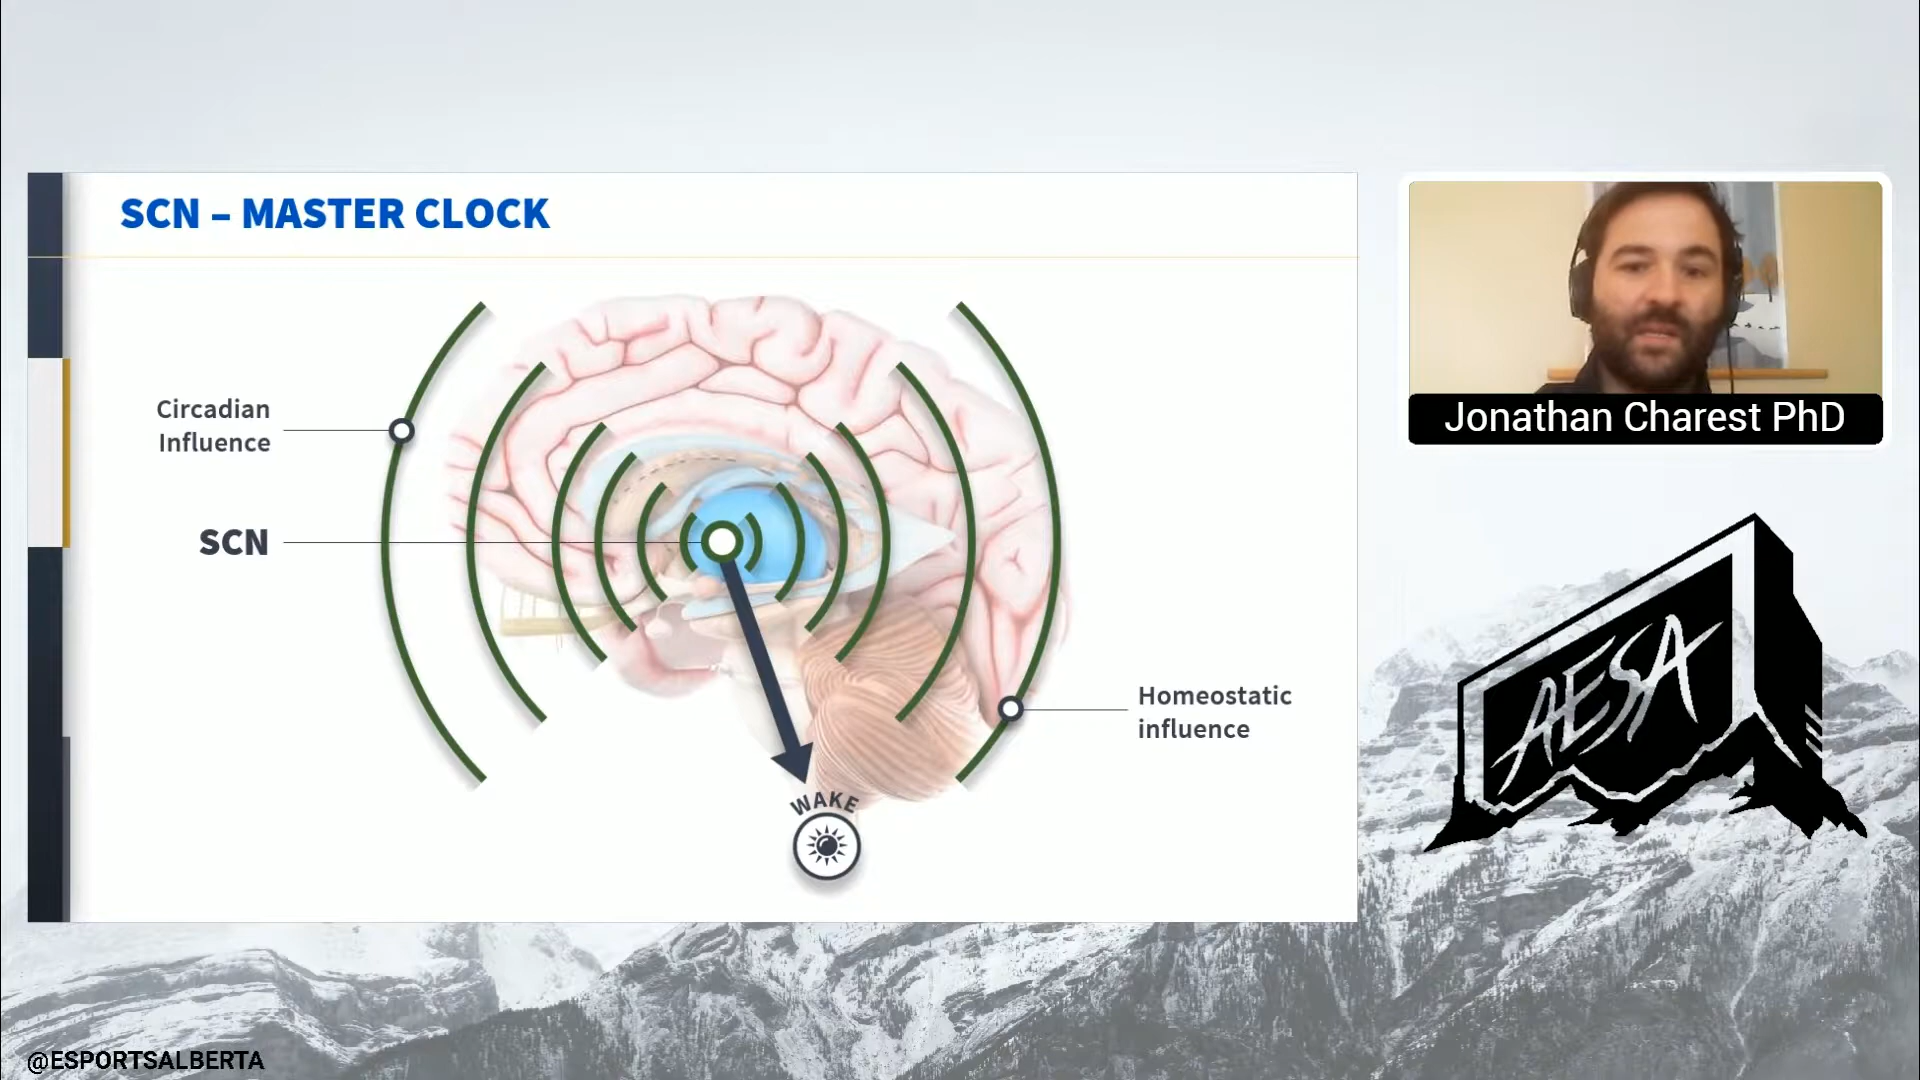 SCN – MASTER CLOCK
Circadian
Influence
SCN
Homeostatic
influence
WAKE
Jonathan Charest PhD
AESA
@ESPORTSALBERTA